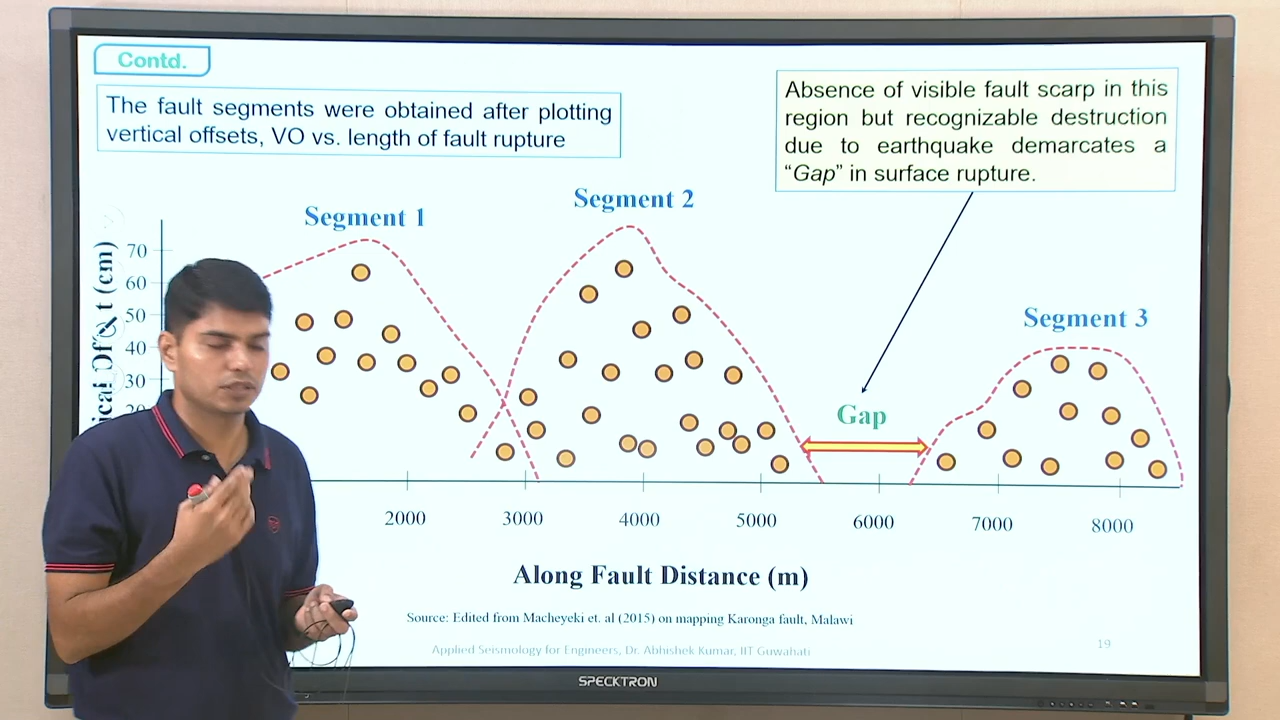 Contd.
The fault segments were obtained after plotting
vertical offsets, VO vs. length of fault rupture
Absence of visible fault scarp in this
region but recognizable destruction
due to earthquake demarcates a
“Gap” in surface rupture.
Segment 1
Segment 2
Segment 3
Gap
70
60
50
40
30
20
2000
3000
4000
5000
6000
7000
8000
Along Fault Distance (m)
Source: Edited from Macheyeki et. al (2015) on mapping Karonga fault, Malawi
Applied Seismology for Engineers, Dr. Abhishek Kumar, IIT Guwahati
19
SPECKTRON
(cm)